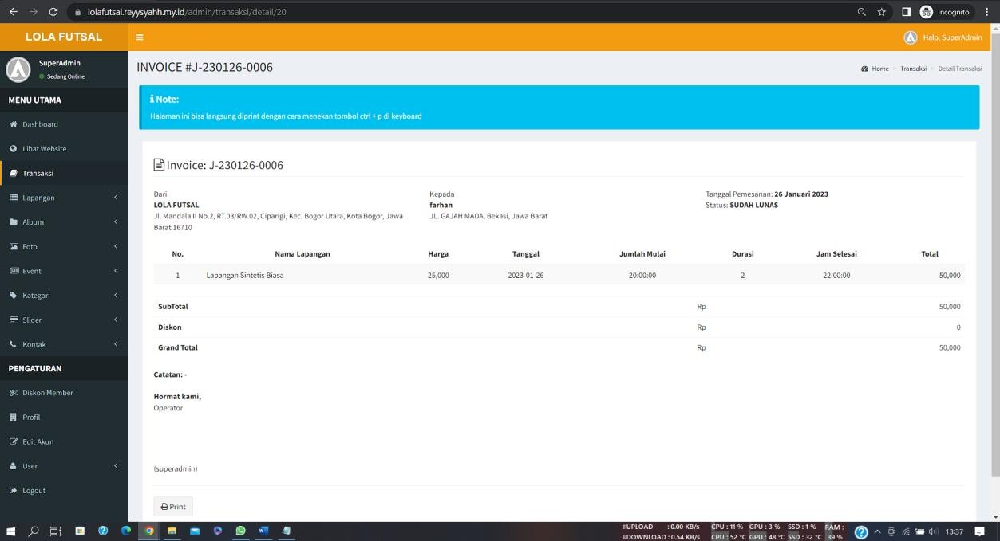 lolafutsal.reyysyahh.my.id/admin/transaksi/detail/20
Incognito
LOLA FUTSAL
Halo, SuperAdmin
SuperAdmin
Sedang Online
MENU UTAMA
Dashboard
Lihat Website
Transaksi
Lapangan
Album
Foto
Event
Kategori
Slider
Kontak
PENGATURAN
Diskon Member
Profil
Edit Akun
User
Logout
INVOICE #J-230126-0006
Home > Transaksi > Detail Transaksi
Note:
Halaman ini bisa langsung diprint dengan cara menekan tombol ctrl + p di keyboard
Invoice: J-230126-0006
Dari
LOLA FUTSAL
Jl. Mandala II No.2, RT.03/RW.02, Ciparigi, Kec. Bogor Utara, Kota Bogor, Jawa
Barat 16710
Kepada
farhan
JL. GAJAH MADA, Bekasi, Jawa Barat
Tanggal Pemesanan: 26 Januari 2023
Status: SUDAH LUNAS
No. Nama Lapangan Harga Tanggal Jumlah Mulai Durasi Jam Selesai Total
1 Lapangan Sintetis Biasa 25,000 2023-01-26 20:00:00 2 22:00:00 50,000
SubTotal Rp 50,000
Diskon Rp 0
Grand Total Rp 50,000
Catatan: -
Hormat kami,
Operator
(superadmin)
Print
UPLOAD : 0.00 KB/s CPU : 11 % GPU : 3 % SSD : 1 % RAM :
DOWNLOAD : 0.54 KB/s CPU : 52 °C GPU : 48 °C SSD : 32 °C 39 %
13:37